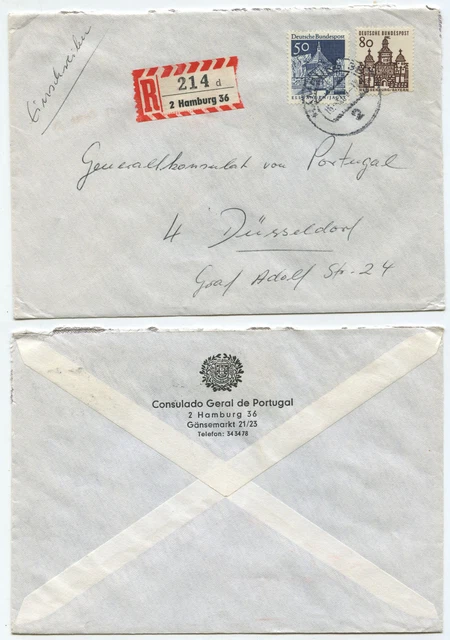 Einschreiben
R
214 d
2 Hamburg 36
Deutsche Bundespost
50
DEUTSCHE BUNDESPOST
80
Generalkonsulat von Portugal
4 Düsseldorf
Graf Adolf Str. 24
Consulado Geral de Portugal
2 Hamburg 36
Gänsemarkt 21/23
Telefon: 343478